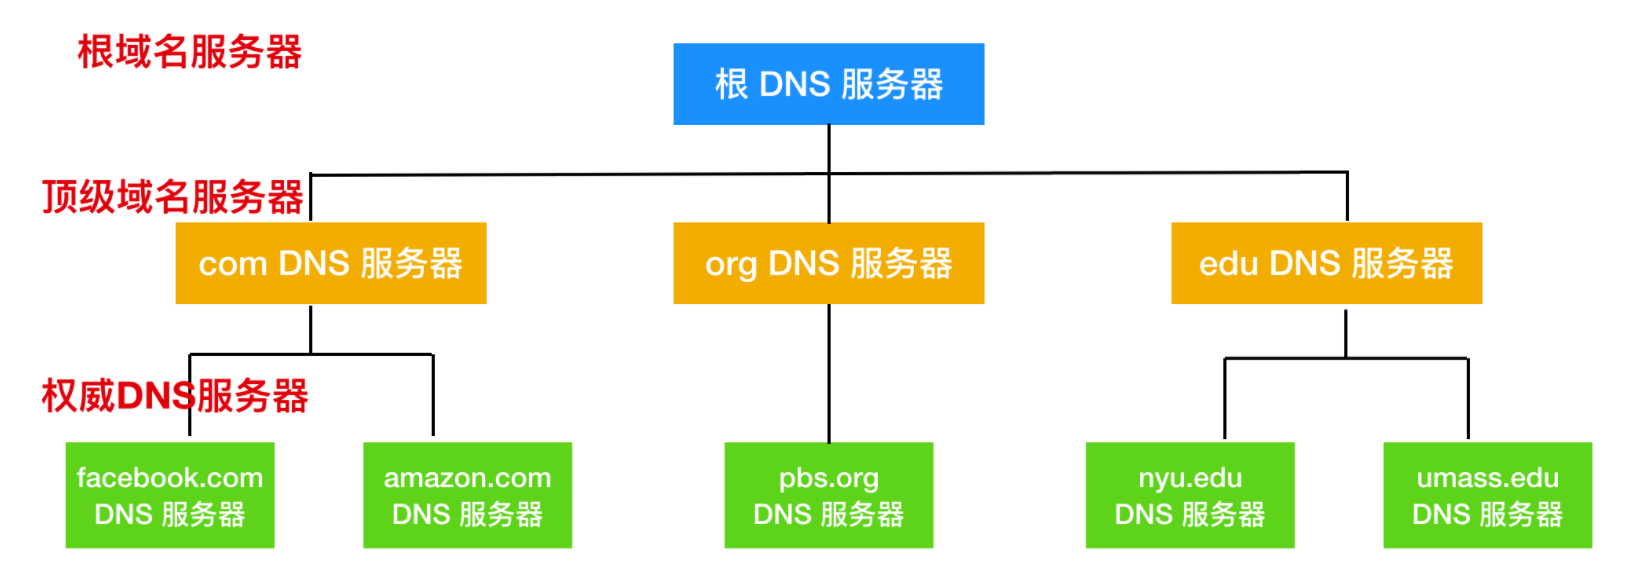 根域名服务器
根 DNS 服务器
顶级域名服务器
com DNS 服务器
org DNS 服务器
edu DNS 服务器
权威DNS服务器
facebook.com
DNS 服务器
amazon.com
DNS 服务器
pbs.org
DNS 服务器
nyu.edu
DNS 服务器
umass.edu
DNS 服务器